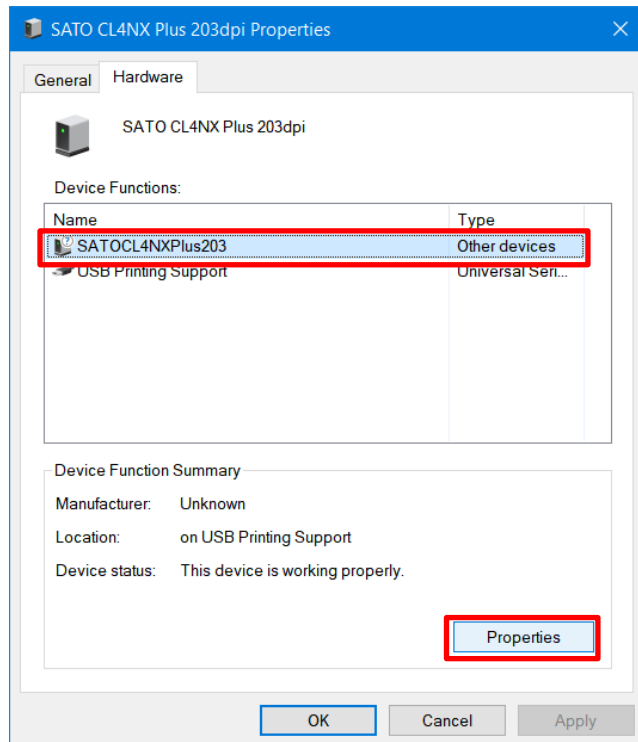 SATO CL4NX Plus 203dpi Properties
General Hardware
SATO CL4NX Plus 203dpi
Device Functions:
Name Type
SATOCL4NXPlus203 Other devices
USB Printing Support Universal Seri...
Device Function Summary
Manufacturer: Unknown
Location: on USB Printing Support
Device status: This device is working properly.
Properties
OK Cancel Apply